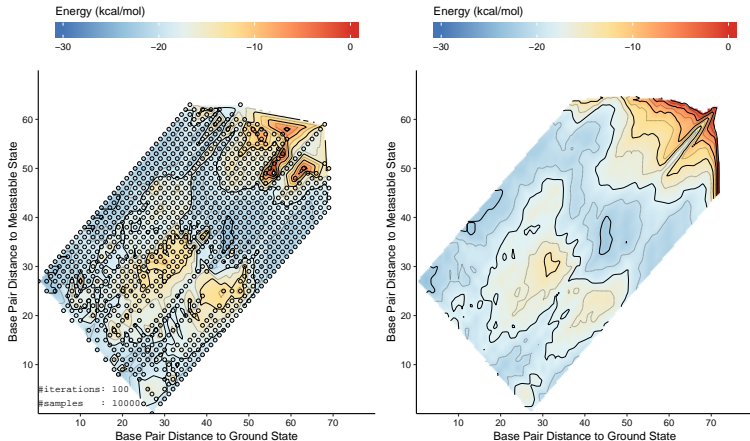 Energy (kcal/mol)
Energy (kcal/mol)
−30 −20 −10 0
−30 −20 −10 0
Base Pair Distance to Metastable State
60
50
40
30
20
10
#iterations: 100
#samples : 10000
0 10 20 30 40 50 60 70
Base Pair Distance to Ground State
Base Pair Distance to Metastable State
60
50
40
30
20
10
10 20 30 40 50 60 70
Base Pair Distance to Ground State